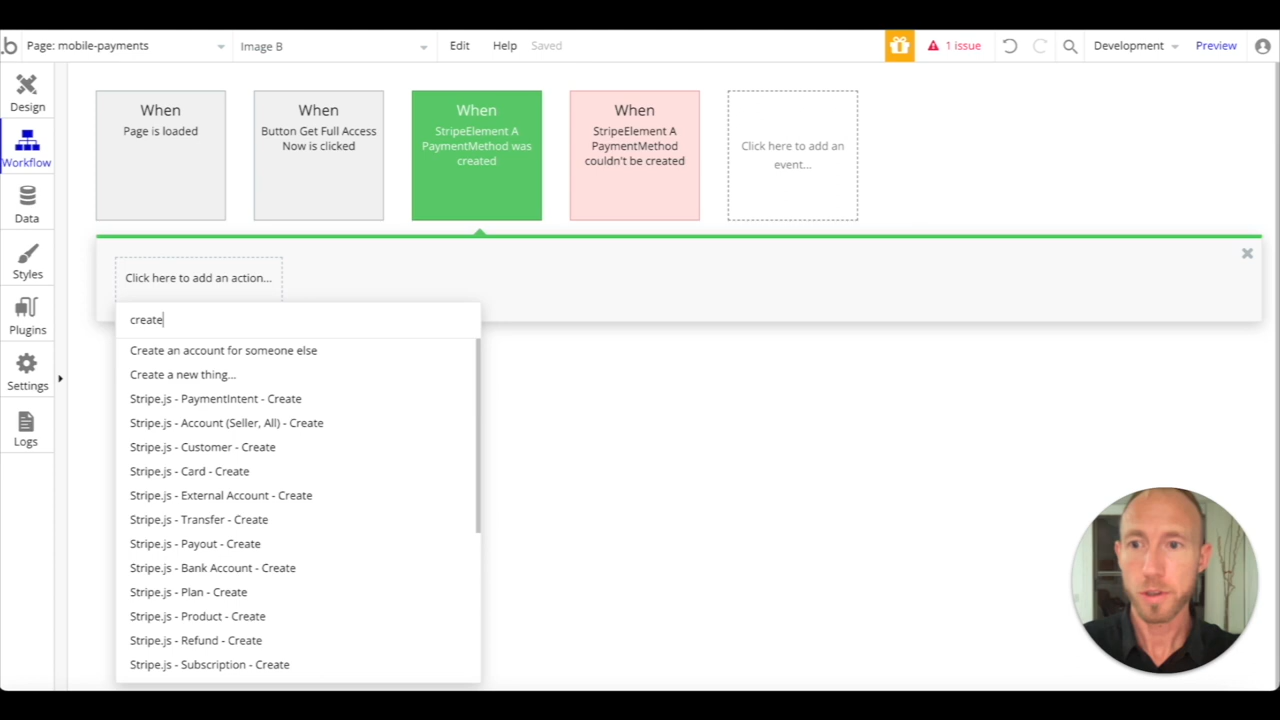 .b Page: mobile-payments Image B Edit Help Saved 1 issue Development Preview
Design
Workflow
Data
Styles
Plugins
Settings
Logs
When
Page is loaded
When
Button Get Full Access
Now is clicked
When
StripeElement A
PaymentMethod was
created
When
StripeElement A
PaymentMethod
couldn't be created
Click here to add an
event...
Click here to add an action...
create
Create an account for someone else
Create a new thing...
Stripe.js - PaymentIntent - Create
Stripe.js - Account (Seller, All) - Create
Stripe.js - Customer - Create
Stripe.js - Card - Create
Stripe.js - External Account - Create
Stripe.js - Transfer - Create
Stripe.js - Payout - Create
Stripe.js - Bank Account - Create
Stripe.js - Plan - Create
Stripe.js - Product - Create
Stripe.js - Refund - Create
Stripe.js - Subscription - Create